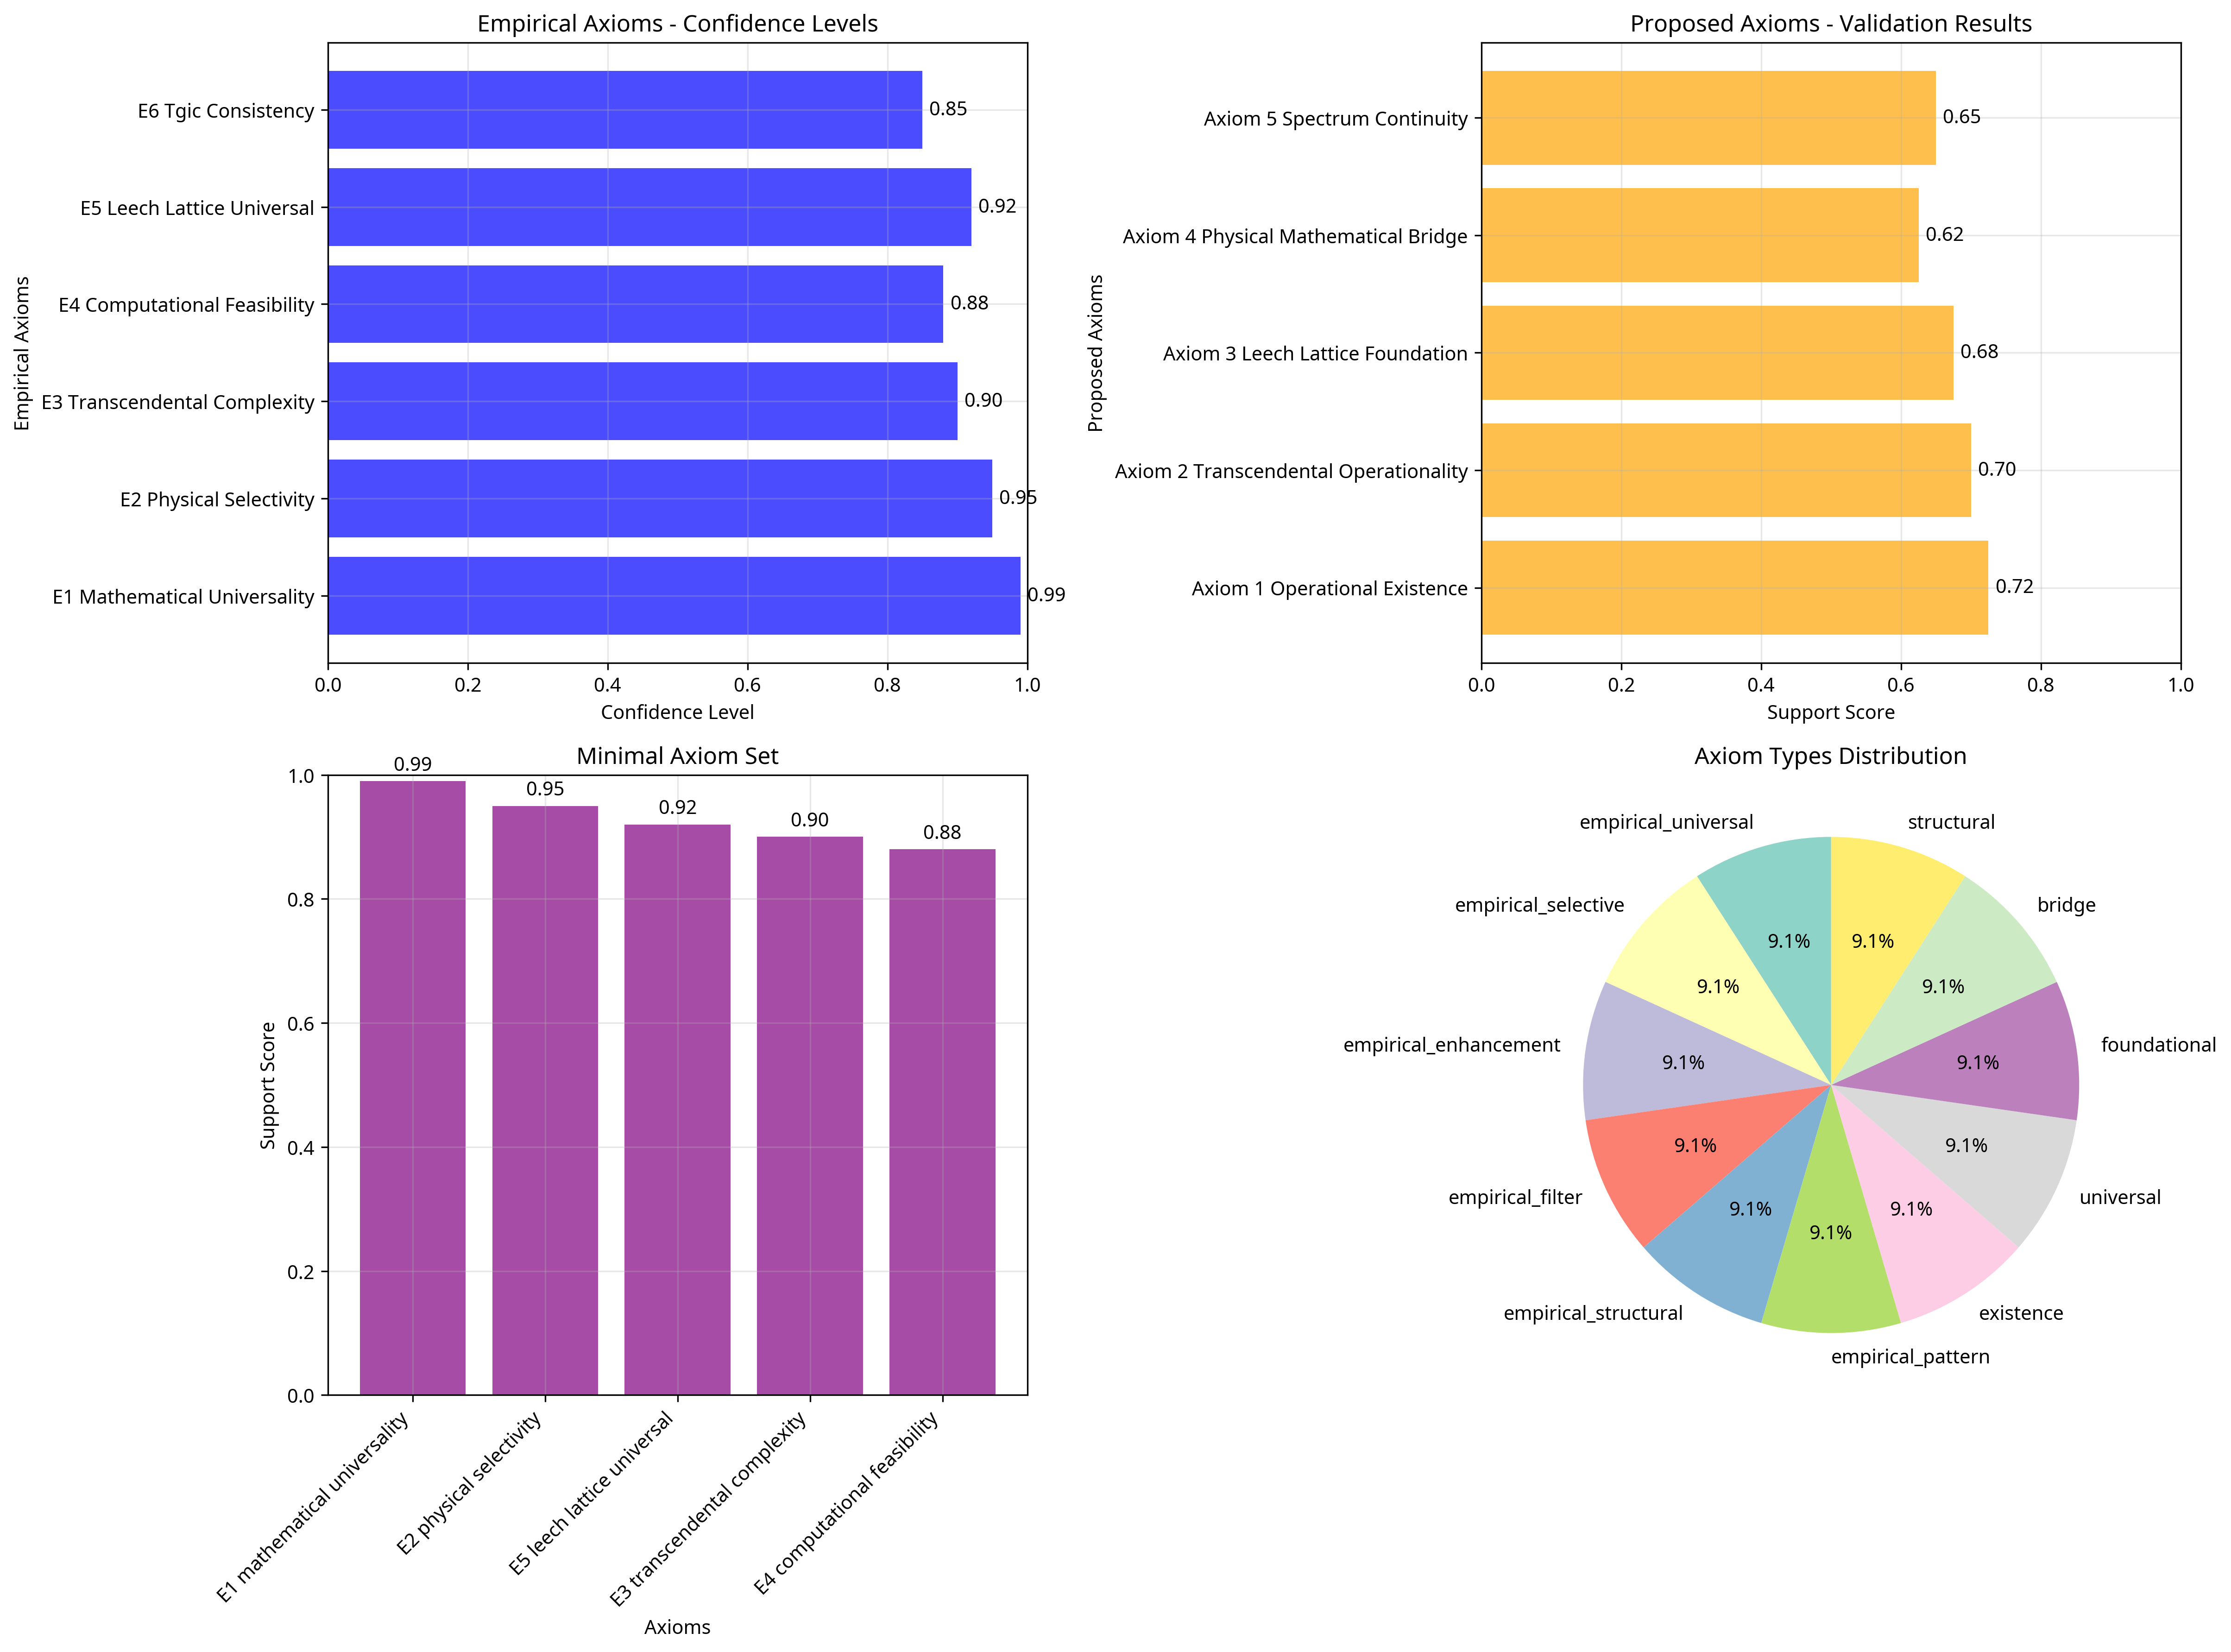 Empirical Axioms - Confidence Levels
Empirical Axioms
E6 Tgic Consistency
0.85
E5 Leech Lattice Universal
0.92
E4 Computational Feasibility
0.88
E3 Transcendental Complexity
0.90
E2 Physical Selectivity
0.95
E1 Mathematical Universality
0.99
0.0 0.2 0.4 0.6 0.8 1.0
Confidence Level
Proposed Axioms - Validation Results
Proposed Axioms
Axiom 5 Spectrum Continuity
0.65
Axiom 4 Physical Mathematical Bridge
0.62
Axiom 3 Leech Lattice Foundation
0.68
Axiom 2 Transcendental Operationality
0.70
Axiom 1 Operational Existence
0.72
0.0 0.2 0.4 0.6 0.8 1.0
Support Score
Minimal Axiom Set
Support Score
1.0
0.8
0.6
0.4
0.2
0.0
0.99
0.95
0.92
0.90
0.88
E1 mathematical universality
E2 physical selectivity
E5 leech lattice universal
E3 transcendental complexity
E4 computational feasibility
Axioms
Axiom Types Distribution
empirical_universal
9.1%
empirical_selective
9.1%
empirical_enhancement
9.1%
empirical_filter
9.1%
empirical_structural
9.1%
empirical_pattern
9.1%
existence
9.1%
universal
9.1%
foundational
9.1%
bridge
9.1%
structural
9.1%